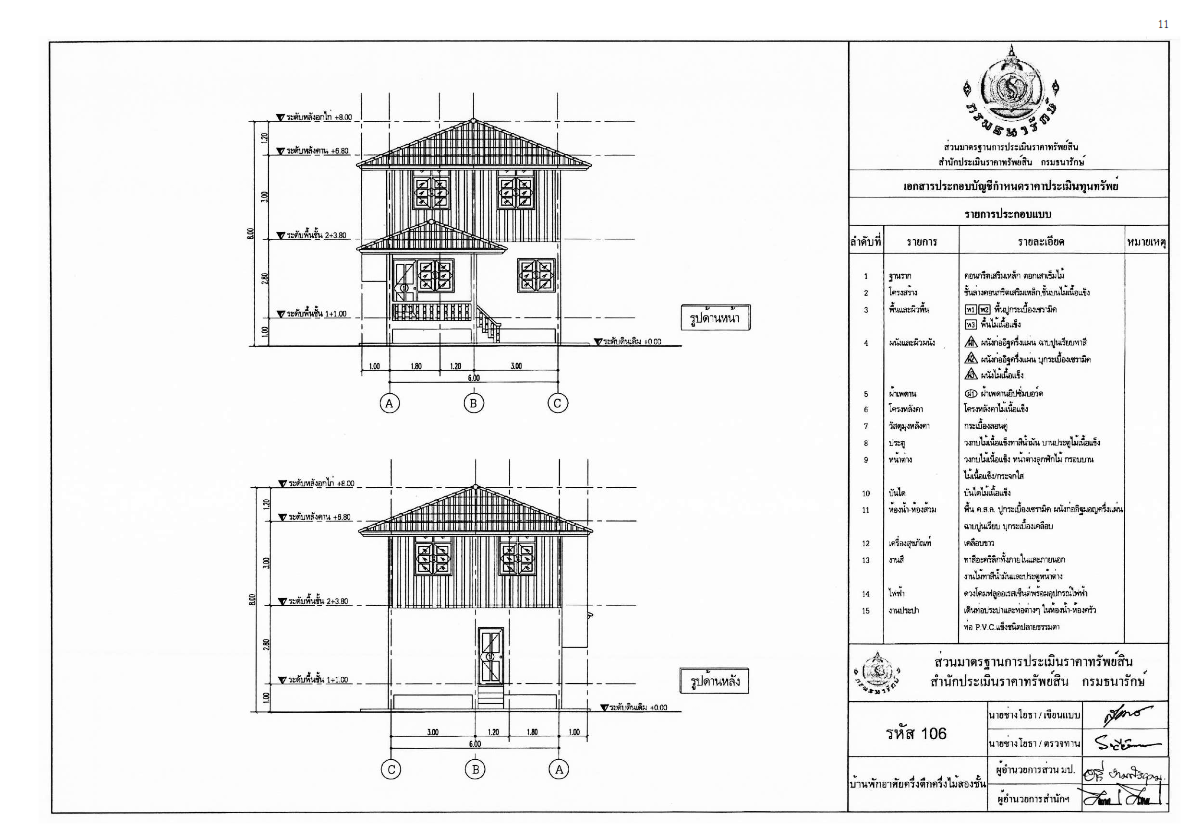 11
ระดับหลังอกไก่ +8.00
ระดับหลังคาน +6.80
ระดับพื้นชั้น 2+3.80
ระดับพื้นชั้น 1+1.00
ระดับดินเดิม +0.00
1.20
3.00
8.00
2.80
1.00
1.00 1.80 1.20 3.00
6.00
A B C
รูปด้านหน้า
ระดับหลังอกไก่ +8.00
ระดับหลังคาน +6.80
ระดับพื้นชั้น 2+3.80
ระดับพื้นชั้น 1+1.00
ระดับดินเดิม +0.00
1.20
3.00
8.00
2.80
1.00
3.00 1.20 1.80 1.00
6.00
C B A
รูปด้านหลัง
กรมธนารักษ์
ส่วนมาตรฐานการประเมินราคาทรัพย์สิน
สำนักประเมินราคาทรัพย์สิน กรมธนารักษ์
เอกสารประกอบบัญชีกำหนดราคาประเมินทุนทรัพย์
รายการประกอบแบบ
ลำดับที่ รายการ รายละเอียด หมายเหตุ
1 ฐานราก คอนกรีตเสริมเหล็ก ตอกเสาเข็มไม้
2 โครงสร้าง ชั้นล่างคอนกรีตเสริมเหล็ก,ชั้นบนไม้เนื้อแข็ง
3 พื้นและผิวพื้น W1 W2 พื้นปูกระเบื้องเซรามิค
W3 พื้นไม้เนื้อแข็ง
4 ผนังและผิวผนัง ผนังก่ออิฐครึ่งแผ่น ฉาบปูนเรียบทาสี
ผนังก่ออิฐครึ่งแผ่น บุกระเบื้องเซรามิค
ผนังไม้เนื้อแข็ง
5 ฝ้าเพดาน ฝ้าเพดานยิปซั่มบอร์ด
6 โครงหลังคา โครงหลังคาไม้เนื้อแข็ง
7 วัสดุมุงหลังคา กระเบื้องลอนคู่
8 ประตู วงกบไม้เนื้อแข็งทาสีน้ำมัน บานประตูไม้เนื้อแข็ง
9 หน้าต่าง วงกบไม้เนื้อแข็ง หน้าต่างลูกฟักไม้ กรอบบาน
ไม้เนื้อแข็ง/กระจกใส
10 บันได บันไดไม้เนื้อแข็ง
11 ห้องน้ำ-ห้องส้วม พื้น ค.ส.ล. ปูกระเบื้องเซรามิค ผนังก่ออิฐมอญครึ่งแผ่น
ฉาบปูนเรียบ บุกระเบื้องเคลือบ
12 เครื่องสุขภัณฑ์ เคลือบขาว
13 งานสี ทาสีอะคริลิกทั้งภายในและภายนอก
งานไม้ทาสีน้ำมันและประตูหน้าต่าง
14 ไฟฟ้า ดวงโคมฟลูออเรสเซ็นต์พร้อมอุปกรณ์ไฟฟ้า
15 งานประปา เดินท่อประปาและท่อต่างๆ ในห้องน้ำ-ห้องครัว
ท่อ P.V.C.แข็งชนิดปลายธรรมดา
กรมธนารักษ์
ส่วนมาตรฐานการประเมินราคาทรัพย์สิน
สำนักประเมินราคาทรัพย์สิน กรมธนารักษ์
รหัส 106
นายช่างโยธา / เขียนแบบ
นายช่างโยธา / ตรวจทาน
บ้านพักอาศัยครึ่งตึกครึ่งไม้สองชั้น
ผู้อำนวยการส่วน มป.
ผู้อำนวยการสำนักฯ